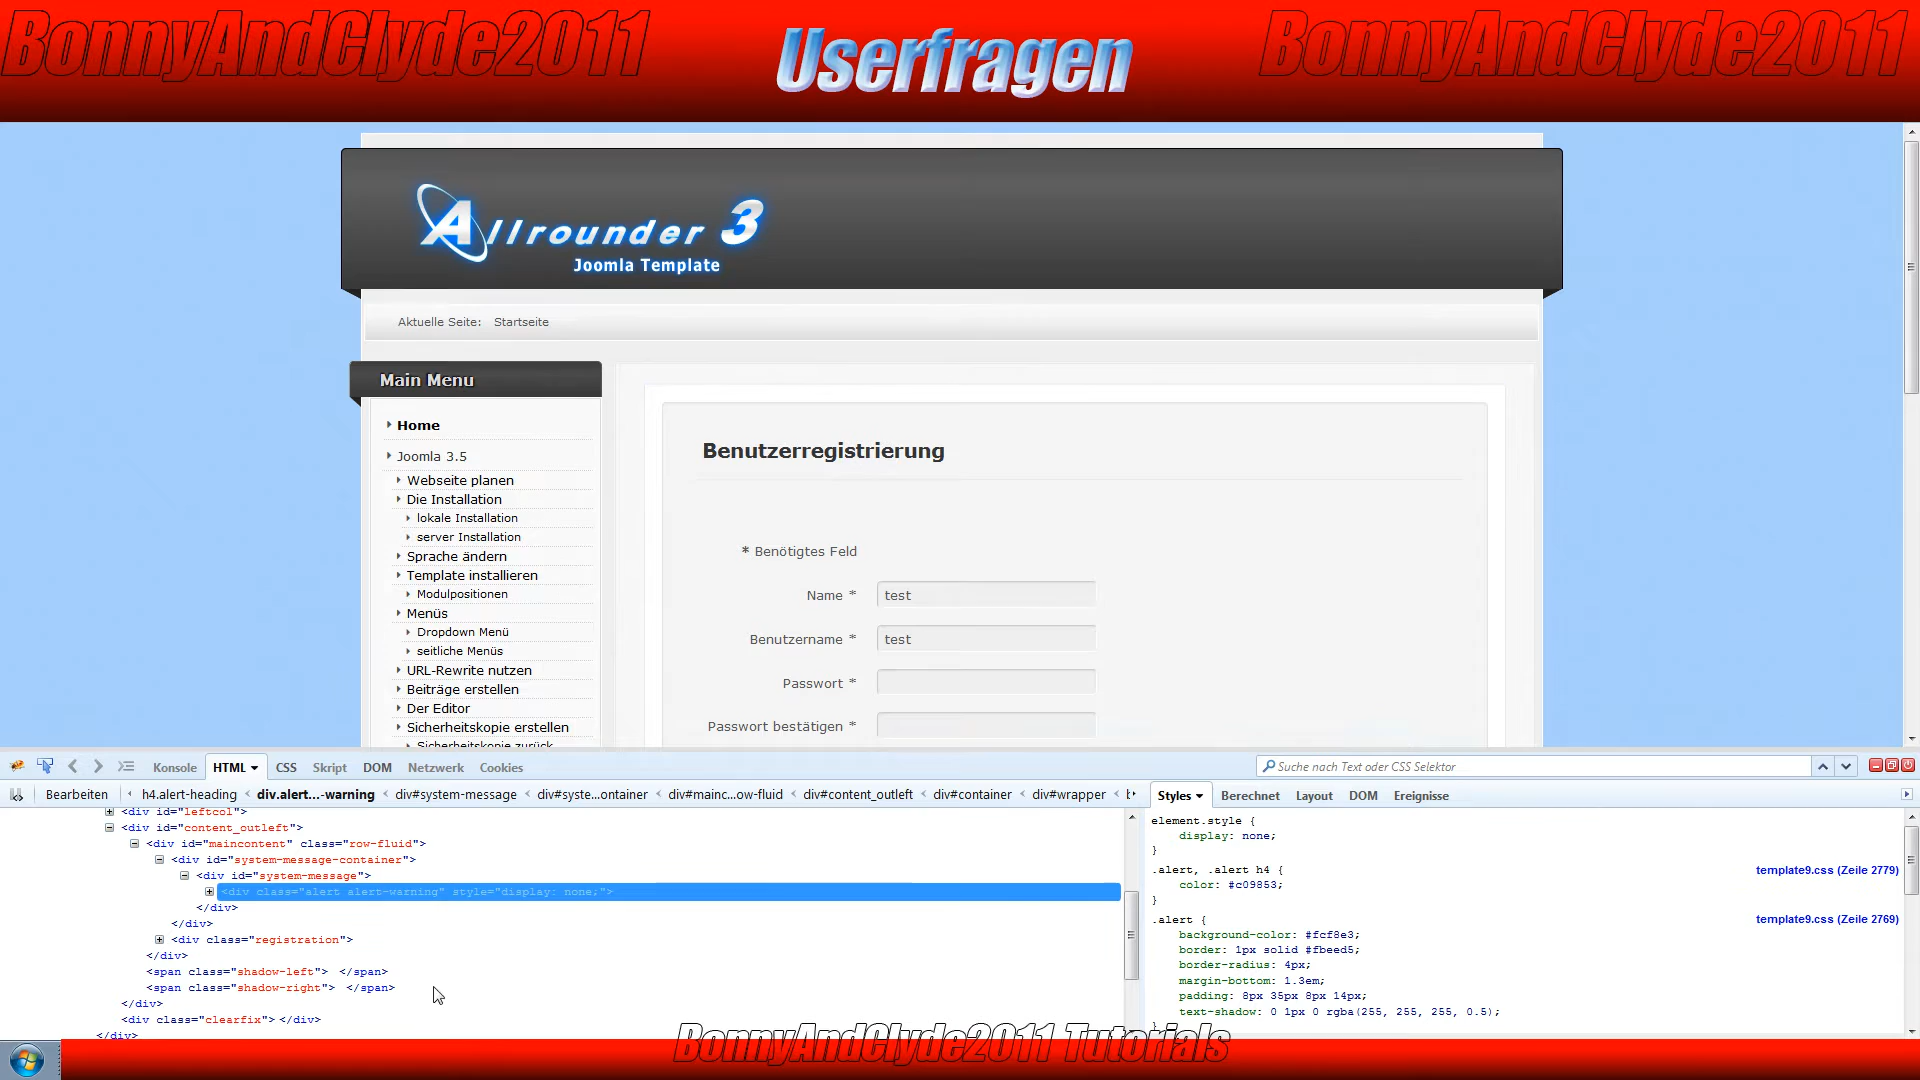 BonnyAndClyde2011
Userfragen
BonnyAndClyde2011
Allrounder 3
Joomla Template
Aktuelle Seite: Startseite
Main Menu
Home
Joomla 3.5
Webseite planen
Die Installation
lokale Installation
server Installation
Sprache ändern
Template installieren
Modulpositionen
Menüs
Dropdown Menü
seitliche Menüs
URL-Rewrite nutzen
Beiträge erstellen
Der Editor
Sicherheitskopie erstellen
Sicherheitskopie zurück
Benutzerregistrierung
* Benötigtes Feld
Name * test
Benutzername * test
Passwort *
Passwort bestätigen *
Konsole HTML CSS Skript DOM Netzwerk Cookies
Suche nach Text oder CSS Selektor
Bearbeiten h4.alert-heading div.alert...-warning div#system-message div#syste...ontainer div#mainc...ow-fluid div#content_outleft div#container div#wrapper
Styles Berechnet Layout DOM Ereignisse
<div id="leftcol">
<div id="content_outleft">
<div id="maincontent" class="row-fluid">
<div id="system-message-container">
<div id="system-message">
<div class="alert alert-warning" style="display: none;">
</div>
</div>
<div class="registration">
</div>
<span class="shadow-left"> </span>
<span class="shadow-right"> </span>
</div>
<div class="clearfix"></div>
</div>
element.style {
display: none;
}
.alert, .alert h4 { template9.css (Zeile 2779)
color: #c09853;
}
.alert { template9.css (Zeile 2769)
background-color: #fcf8e3;
border: 1px solid #fbeed5;
border-radius: 4px;
margin-bottom: 1.3em;
padding: 8px 35px 8px 14px;
text-shadow: 0 1px 0 rgba(255, 255, 255, 0.5);
}
BonnyAndClyde2011 Tutorials